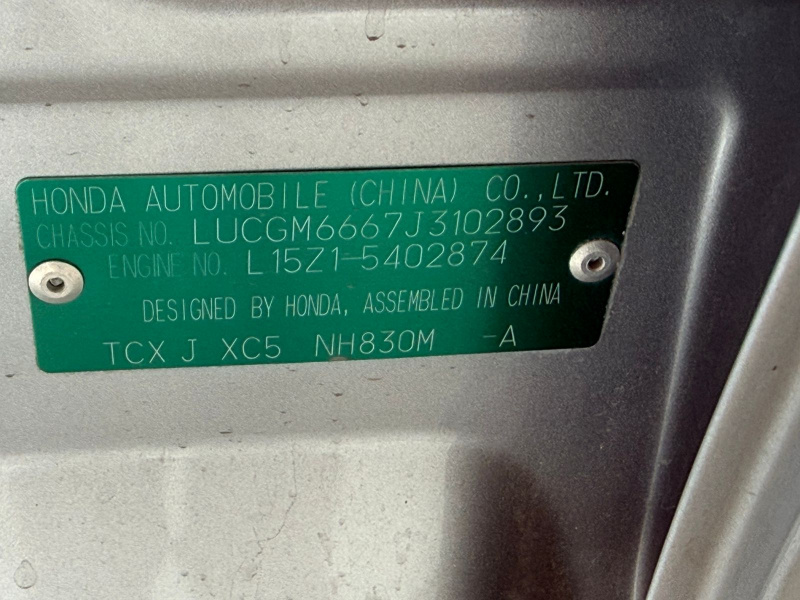 HONDA AUTOMOBILE (CHINA) CO.,LTD.
CHASSIS NO. LUCGM6667J3102893
ENGINE NO. L15Z1-5402874
DESIGNED BY HONDA, ASSEMBLED IN CHINA
TCX J XC5 NH830M -A